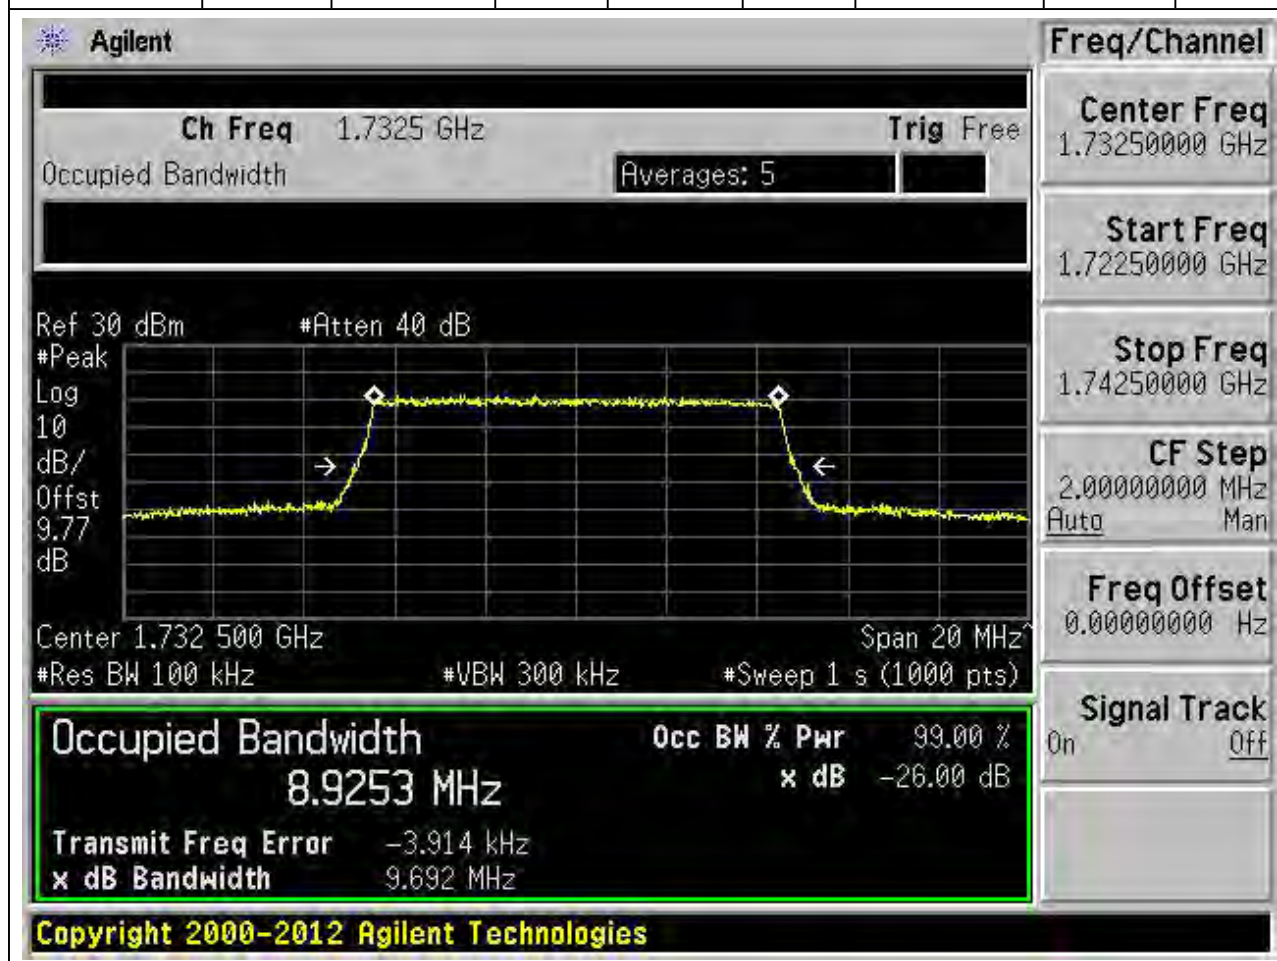 Agilent
Freq/Channel
Ch Freq 1.7325 GHz Trig Free
Occupied Bandwidth Averages: 5
Center Freq
1.73250000 GHz
Start Freq
1.72250000 GHz
Stop Freq
1.74250000 GHz
CF Step
2.00000000 MHz
Auto Man
Freq Offset
0.00000000 Hz
Signal Track
On Off
Ref 30 dBm #Atten 40 dB
#Peak
Log
10
dB/
Offst
9.77
dB
Center 1.732 500 GHz Span 20 MHz^
#Res BW 100 kHz #VBW 300 kHz #Sweep 1 s (1000 pts)
Occupied Bandwidth Occ BW % Pwr 99.00 %
8.9253 MHz x dB -26.00 dB
Transmit Freq Error -3.914 kHz
x dB Bandwidth 9.692 MHz
Copyright 2000-2012 Agilent Technologies